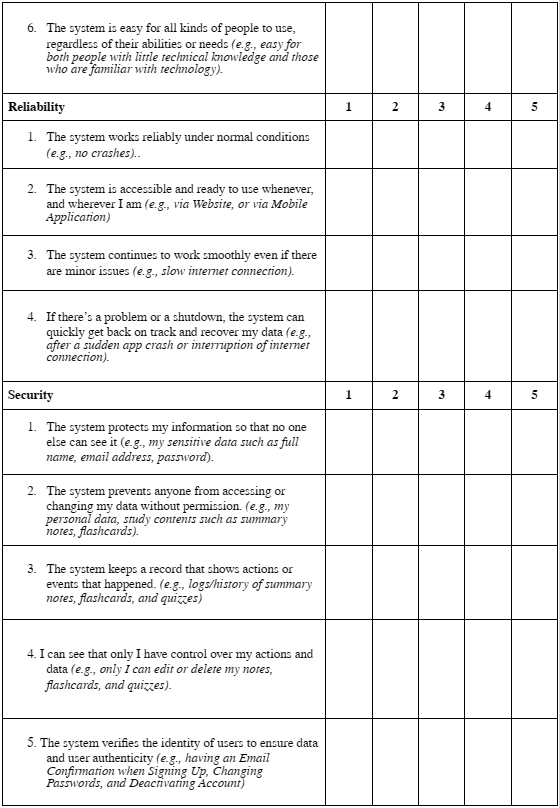 6. The system is easy for all kinds of people to use,
regardless of their abilities or needs (e.g., easy for
both people with little technical knowledge and those
who are familiar with technology).
Reliability 1 2 3 4 5
1. The system works reliably under normal conditions
(e.g., no crashes)..
2. The system is accessible and ready to use whenever,
and wherever I am (e.g., via Website, or via Mobile
Application)
3. The system continues to work smoothly even if there
are minor issues (e.g., slow internet connection).
4. If there’s a problem or a shutdown, the system can
quickly get back on track and recover my data (e.g.,
after a sudden app crash or interruption of internet
connection).
Security 1 2 3 4 5
1. The system protects my information so that no one
else can see it (e.g., my sensitive data such as full
name, email address, password).
2. The system prevents anyone from accessing or
changing my data without permission. (e.g., my
personal data, study contents such as summary
notes, flashcards).
3. The system keeps a record that shows actions or
events that happened. (e.g., logs/history of summary
notes, flashcards, and quizzes)
4. I can see that only I have control over my actions and
data (e.g., only I can edit or delete my notes,
flashcards, and quizzes).
5. The system verifies the identity of users to ensure data
and user authenticity (e.g., having an Email
Confirmation when Signing Up, Changing
Passwords, and Deactivating Account)